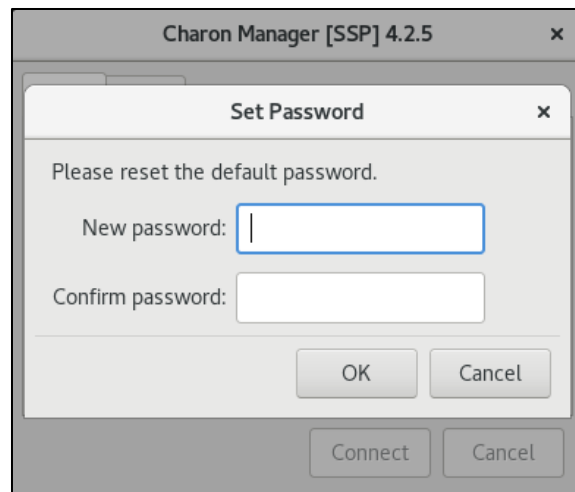 Charon Manager [SSP] 4.2.5 ×
Set Password ×
Please reset the default password.
New password:
Confirm password:
OK Cancel
Connect Cancel